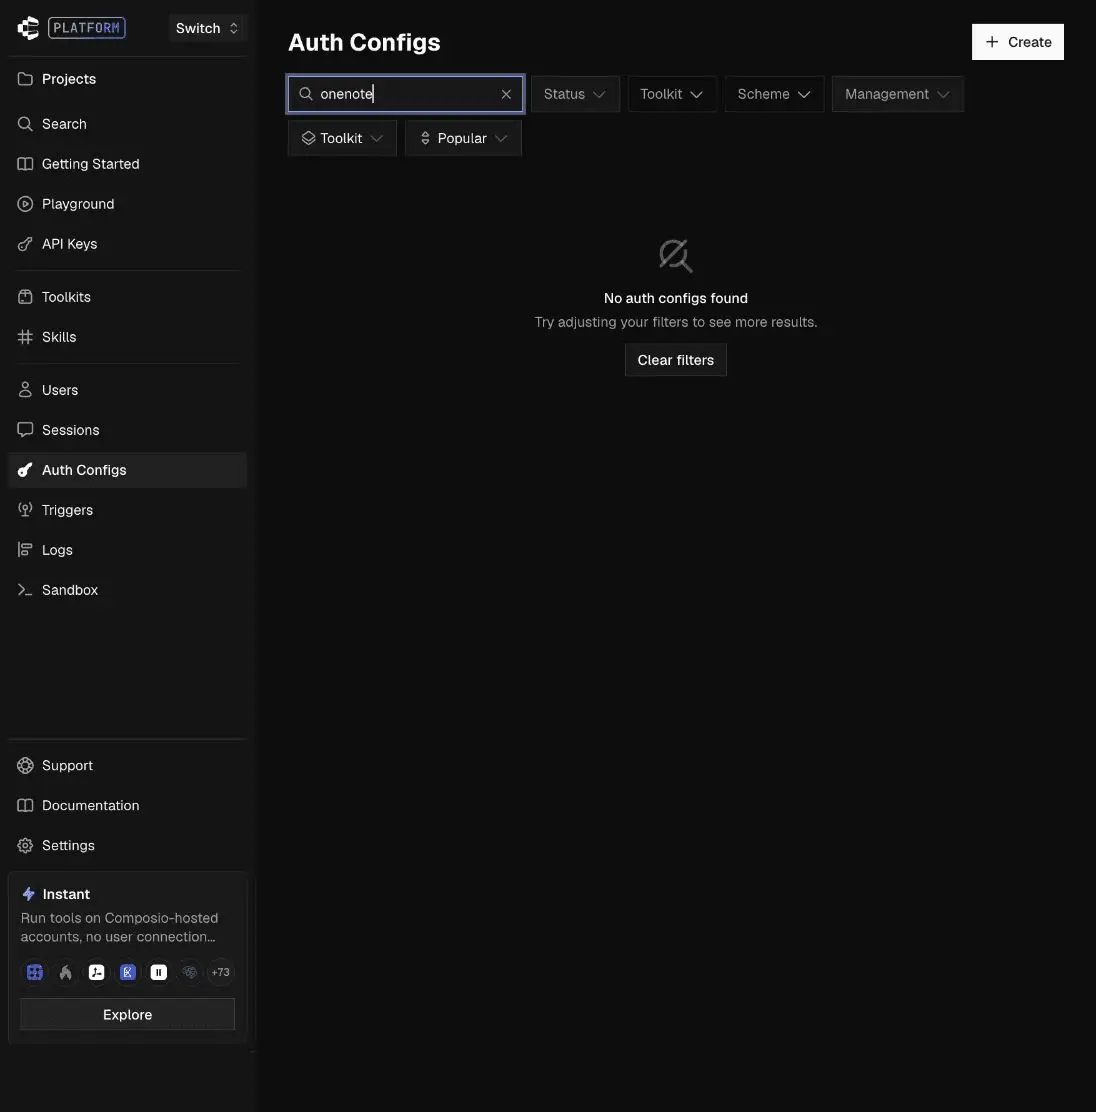 PLATFORM
Switch
Projects
Search
Getting Started
Playground
API Keys
Toolkits
Skills
Users
Sessions
Auth Configs
Triggers
Logs
Sandbox
Support
Documentation
Settings
Instant
Run tools on Composio-hosted
accounts, no user connection...
+73
Explore
Auth Configs
Create
onenote
Status
Toolkit
Scheme
Management
Toolkit
Popular
No auth configs found
Try adjusting your filters to see more results.
Clear filters